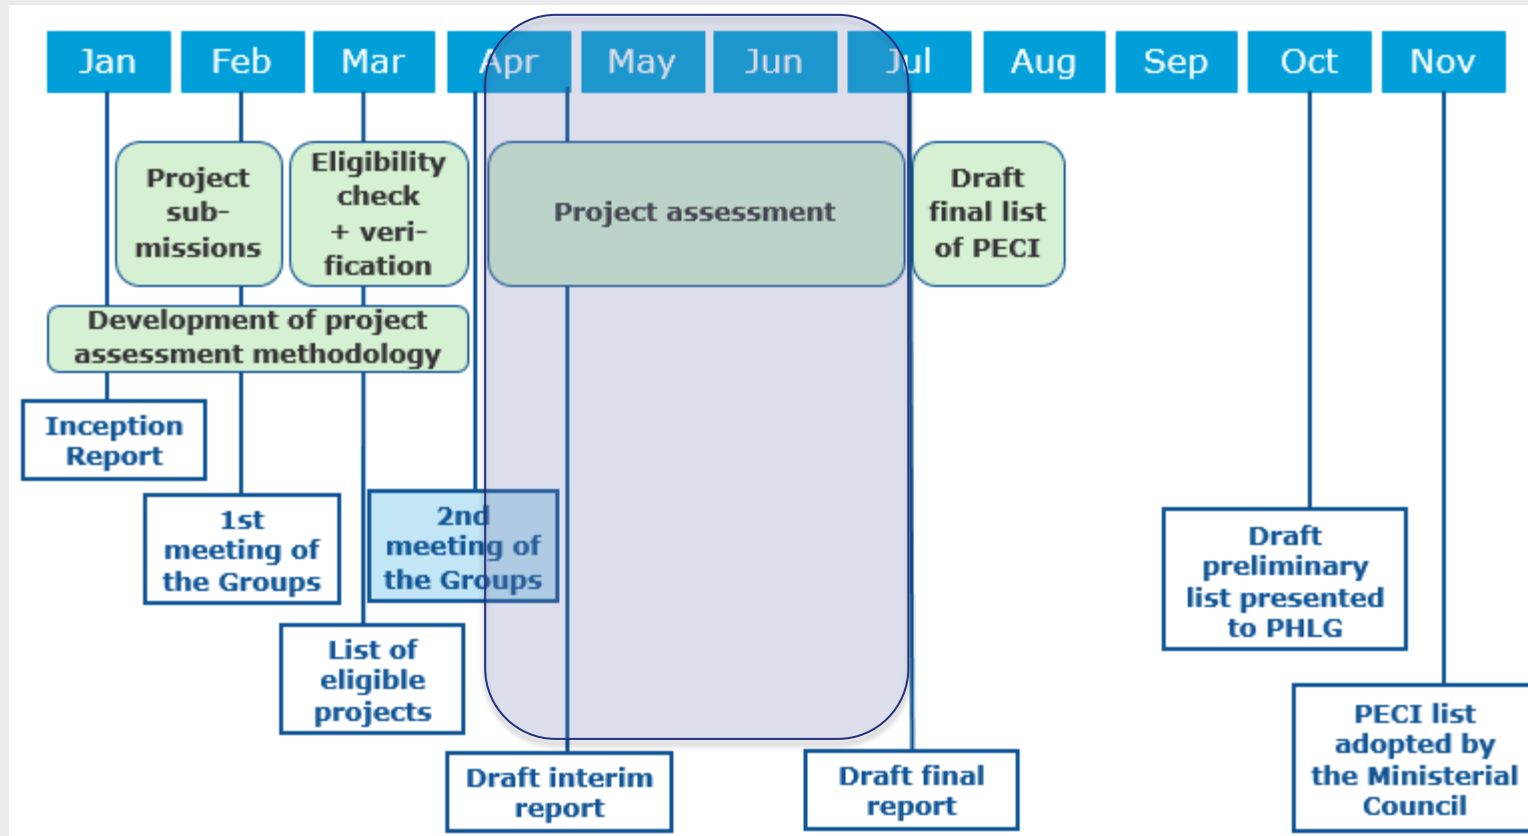 Jan
Feb
Mar
Apr
May
Jun
Jul
Aug
Sep
Oct
Nov
Project
sub-
missions
Eligibility
check
+ veri-
fication
Project assessment
Draft
final list
of PECI
Development of project
assessment methodology
Inception
Report
1st
meeting of
the Groups
2nd
meeting of
the Groups
List of
eligible
projects
Draft interim
report
Draft final
report
Draft
preliminary
list presented
to PHLG
PECI list
adopted by
the Ministerial
Council